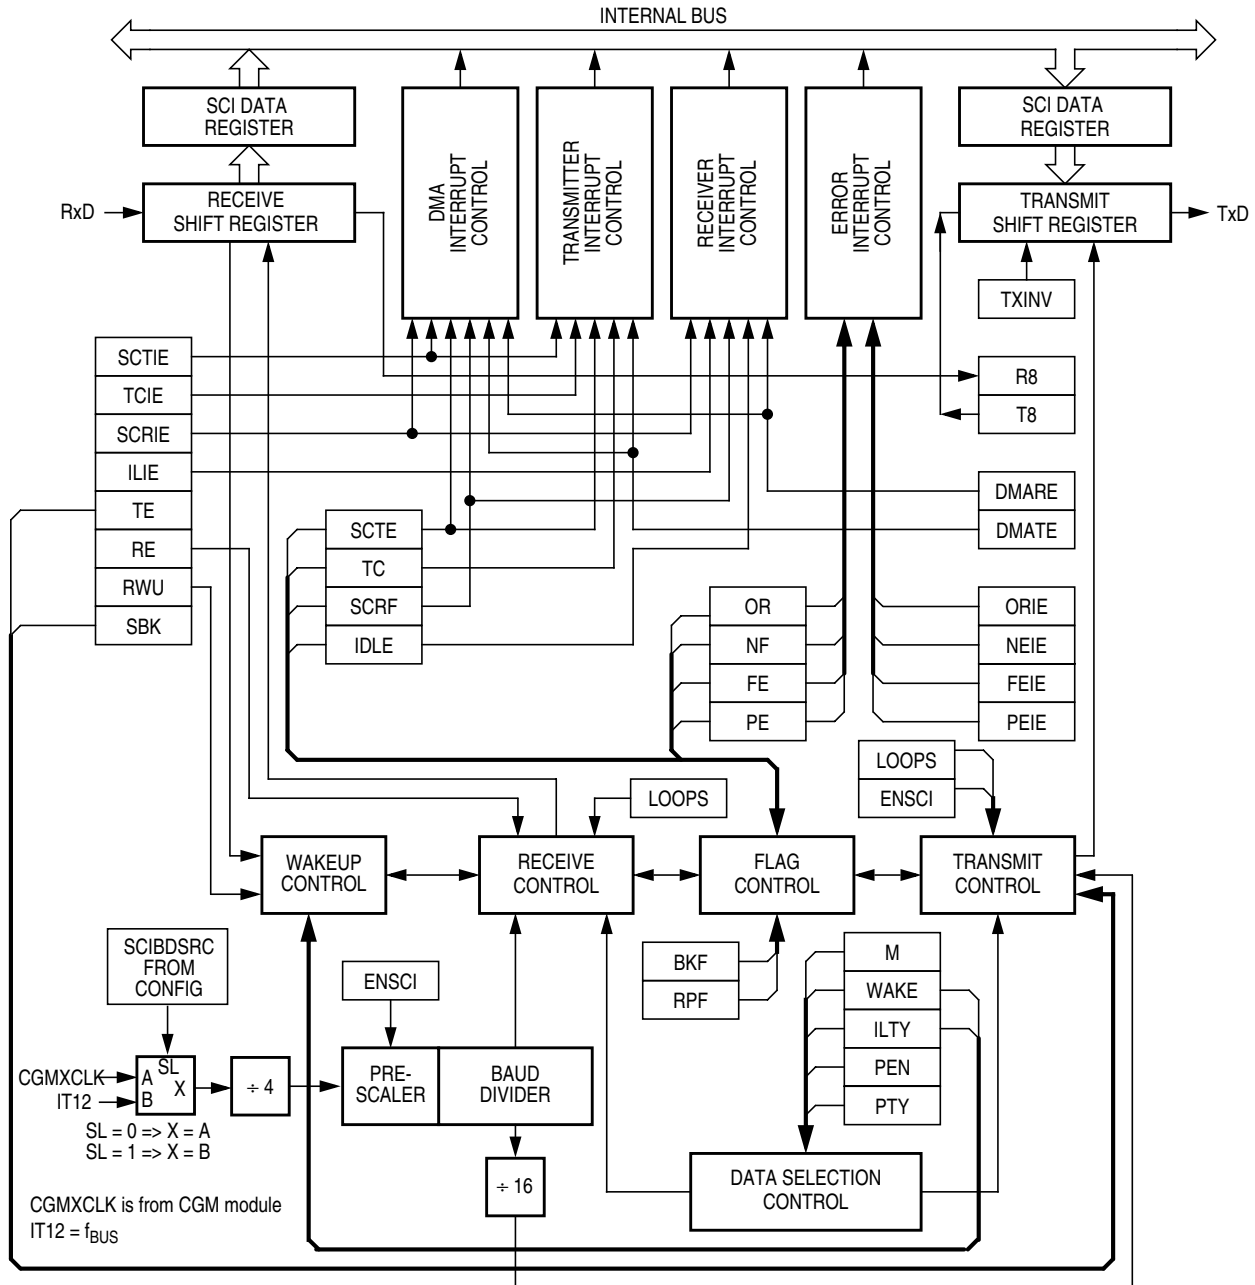 INTERNAL BUS
SCI DATA
REGISTER
RECEIVE
SHIFT REGISTER
RxD
DMA
INTERRUPT
CONTROL
TRANSMITTER
INTERRUPT
CONTROL
RECEIVER
INTERRUPT
CONTROL
ERROR
INTERRUPT
CONTROL
SCI DATA
REGISTER
TRANSMIT
SHIFT REGISTER
TxD
TXINV
SCTIE
TCIE
SCRIE
ILIE
TE
RE
RWU
SBK
R8
T8
DMARE
DMATE
SCTE
TC
SCRF
IDLE
OR
NF
FE
PE
ORIE
NEIE
FEIE
PEIE
LOOPS
LOOPS
ENSCI
WAKEUP
CONTROL
RECEIVE
CONTROL
FLAG
CONTROL
TRANSMIT
CONTROL
SCIBDSRC
FROM
CONFIG
ENSCI
BKF
RPF
M
WAKE
ILTY
PEN
PTY
CGMXCLK
IT12
SL
A
X
B
÷ 4
PRE-
SCALER
BAUD
DIVIDER
SL = 0 => X = A
SL = 1 => X = B
÷ 16
DATA SELECTION
CONTROL
CGMXCLK is from CGM module
IT12 = fBUS